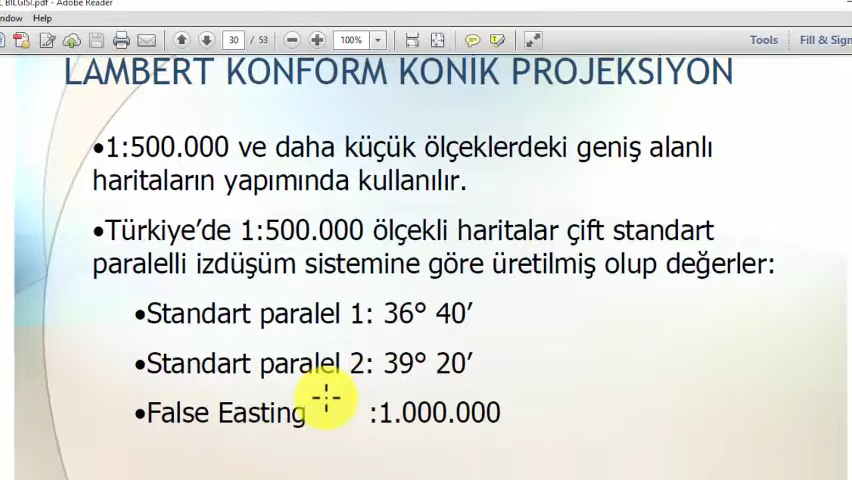 L BILGISI.pdf - Adobe Reader
ndow Help
30 / 53 100% Tools Fill & Sign
LAMBERT KONFORM KONİK PROJEKSİYON
•1:500.000 ve daha küçük ölçeklerdeki geniş alanlı
haritaların yapımında kullanılır.
•Türkiye’de 1:500.000 ölçekli haritalar çift standart
paralelli izdüşüm sistemine göre üretilmiş olup değerler:
•Standart paralel 1: 36° 40’
•Standart paralel 2: 39° 20’
•False Easting :1.000.000